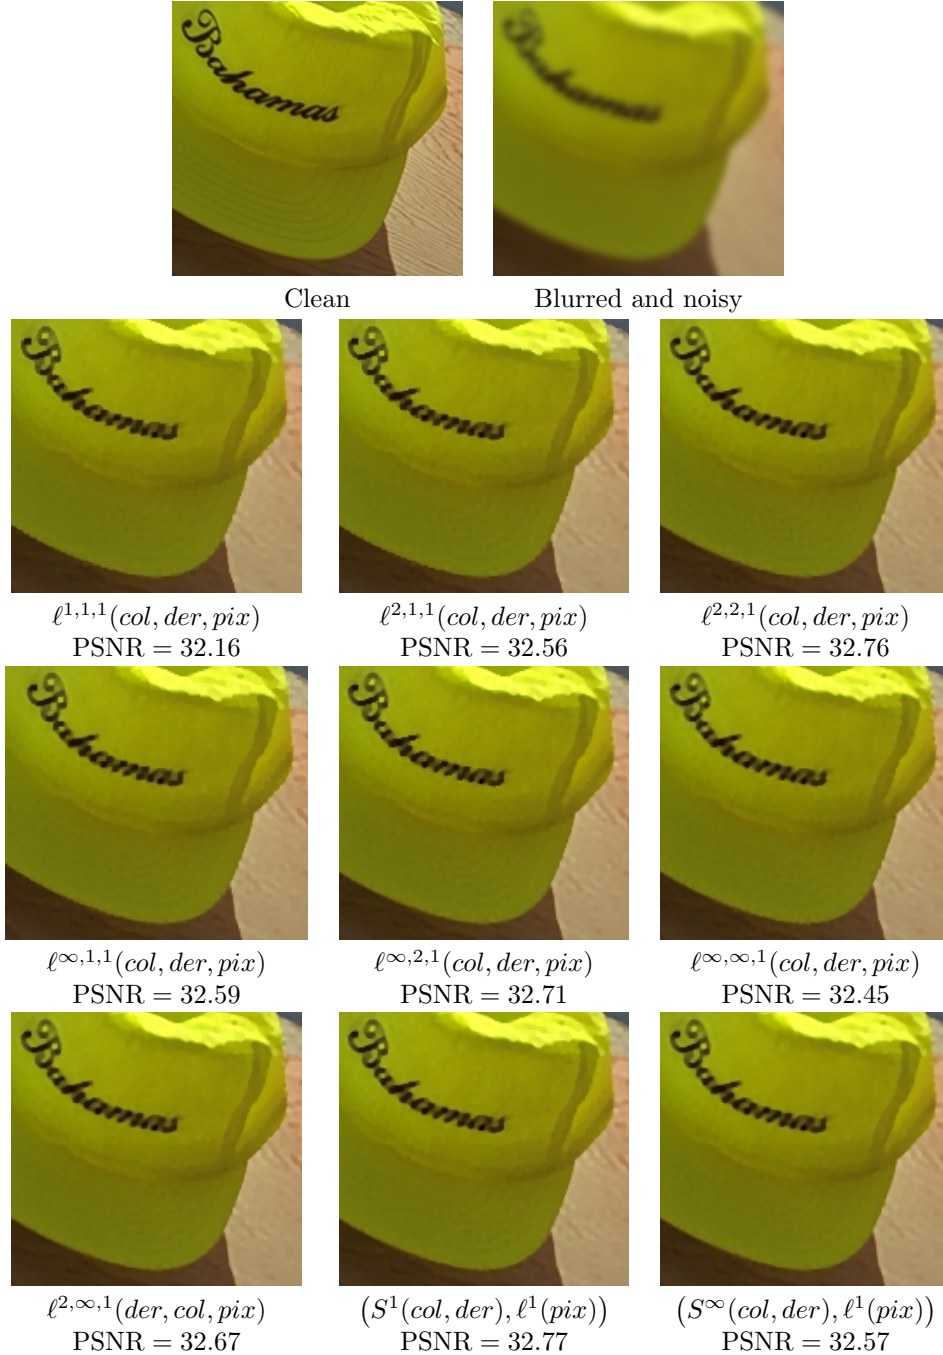 Bahamas
Bahamas
Clean
Blurred and noisy
Bahamas
Bahamas
Bahamas
ℓ^{1,1,1}(col, der, pix)
PSNR = 32.16
ℓ^{2,1,1}(col, der, pix)
PSNR = 32.56
ℓ^{2,2,1}(col, der, pix)
PSNR = 32.76
Bahamas
Bahamas
Bahamas
ℓ^{∞,1,1}(col, der, pix)
PSNR = 32.59
ℓ^{∞,2,1}(col, der, pix)
PSNR = 32.71
ℓ^{∞,∞,1}(col, der, pix)
PSNR = 32.45
Bahamas
Bahamas
Bahamas
ℓ^{2,∞,1}(der, col, pix)
PSNR = 32.67
(S^1(col, der), ℓ^1(pix))
PSNR = 32.77
(S^∞(col, der), ℓ^1(pix))
PSNR = 32.57